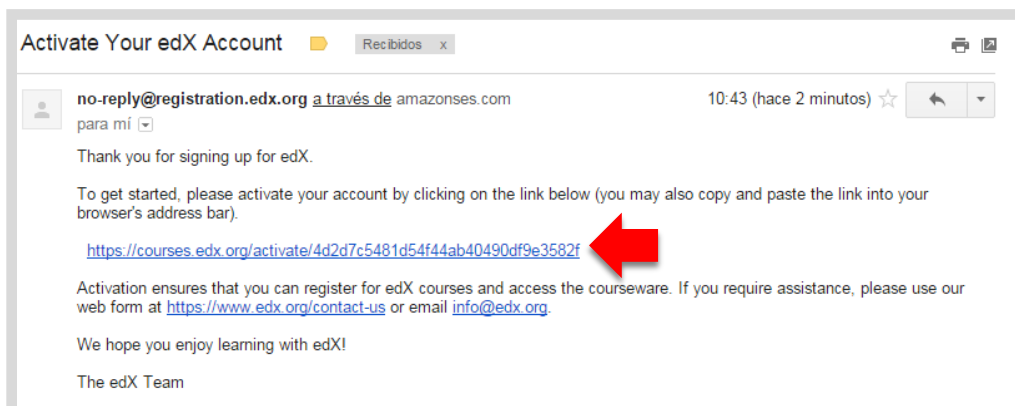 Activate Your edX Account Recibidos x
no-reply@registration.edx.org a través de amazonses.com 10:43 (hace 2 minutos)
para mí
Thank you for signing up for edX.
To get started, please activate your account by clicking on the link below (you may also copy and paste the link into your
browser's address bar).
https://courses.edx.org/activate/4d2d7c5481d54f44ab40490df9e3582f
Activation ensures that you can register for edX courses and access the courseware. If you require assistance, please use our
web form at https://www.edx.org/contact-us or email info@edx.org.
We hope you enjoy learning with edX!
The edX Team